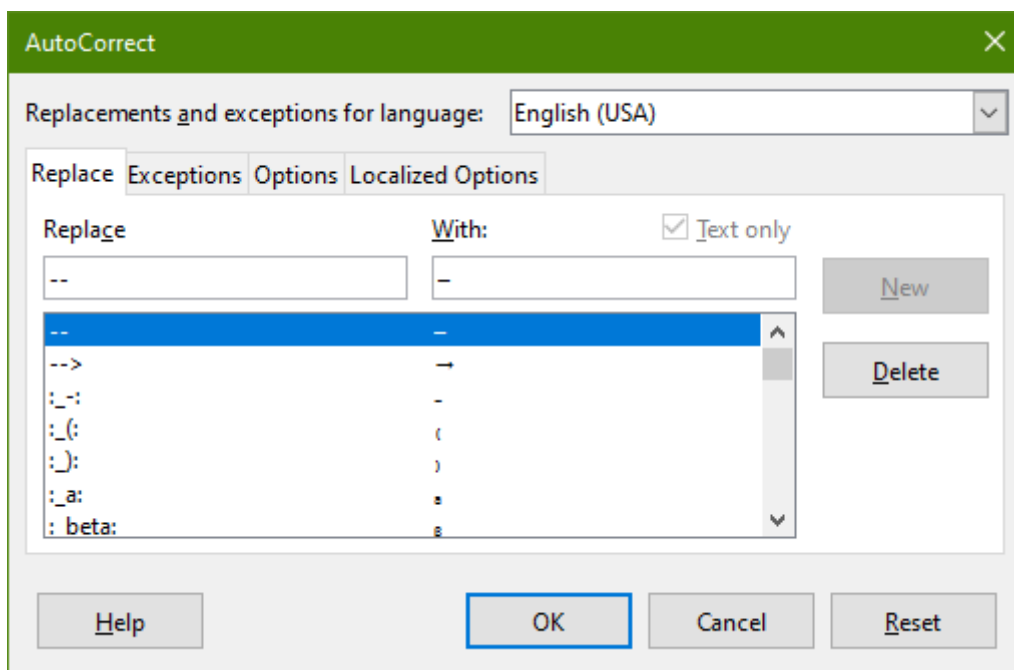 AutoCorrect
Replacements and exceptions for language: English (USA)
Replace Exceptions Options Localized Options
Replace With: Text only
-- – New
-- –
--> → Delete
:_-: ₋
:_(: ₍
:_): ₎
:_a: ₐ
:_beta: ᵦ
Help OK Cancel Reset